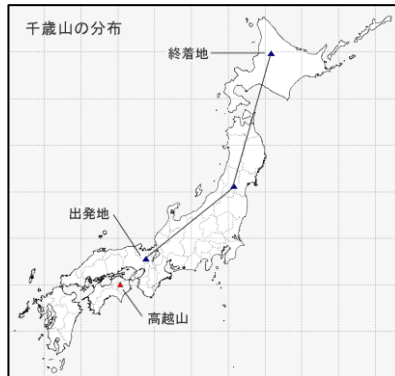 千歳山の分布
終着地
出発地
高越山